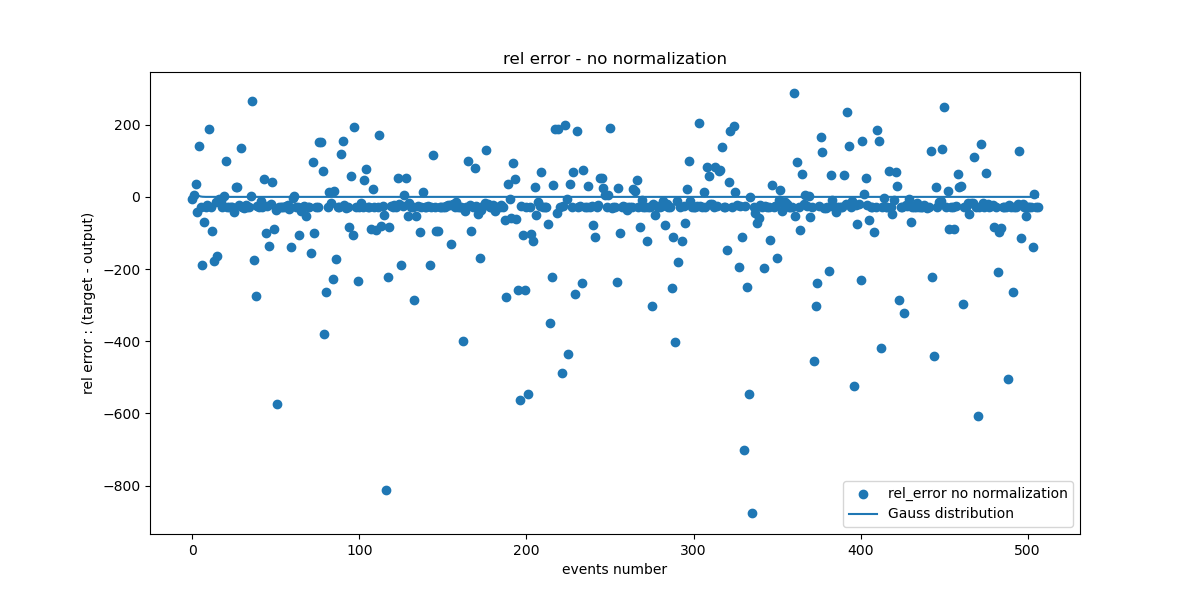 rel error - no normalization
rel error : (target - output)
200
0
−200
−400
−600
−800
0 100 200 300 400 500
events number
rel_error no normalization
Gauss distribution